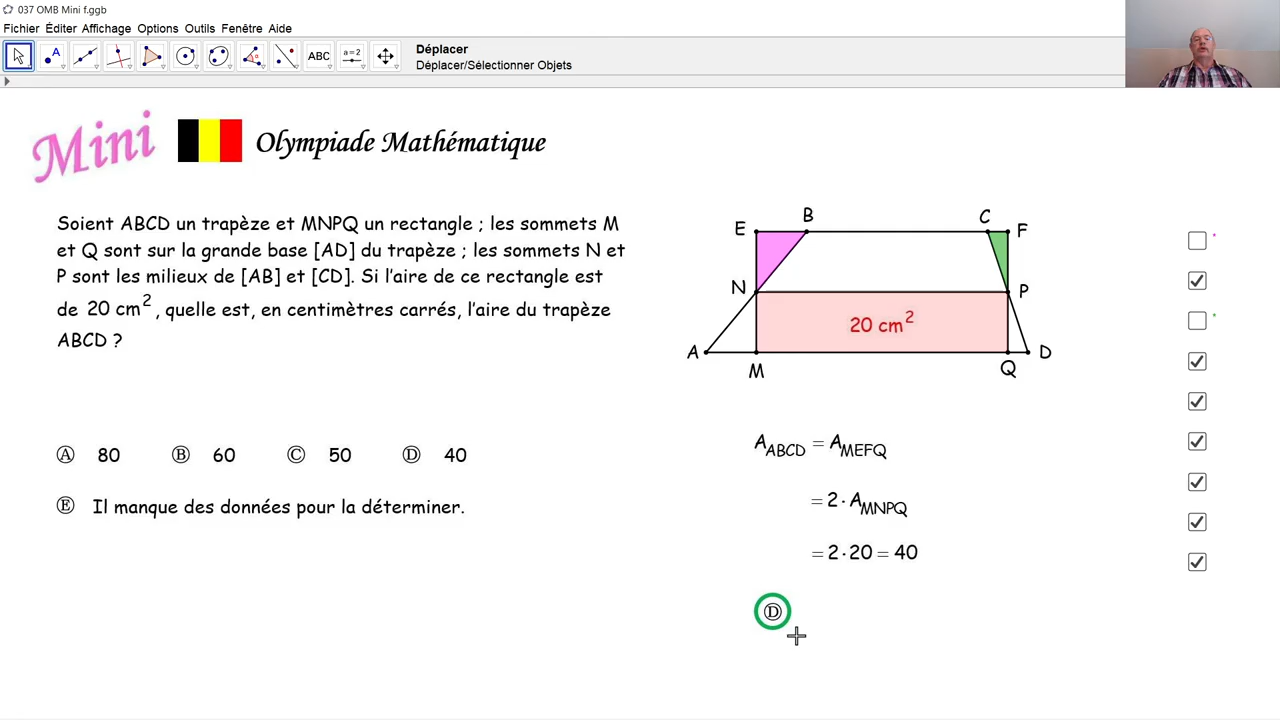 037 OMB Mini f.ggb
Fichier Éditer Affichage Options Outils Fenêtre Aide
A ABC a=2 Déplacer
Déplacer/Sélectionner Objets
Mini Olympiade Mathématique
Soient ABCD un trapèze et MNPQ un rectangle ; les sommets M
et Q sont sur la grande base [AD] du trapèze ; les sommets N et
P sont les milieux de [AB] et [CD]. Si l'aire de ce rectangle est
de 20 cm², quelle est, en centimètres carrés, l'aire du trapèze
ABCD ?
Ⓐ 80 Ⓑ 60 Ⓒ 50 Ⓓ 40
Ⓔ Il manque des données pour la déterminer.
E B C F
N P
20 cm²
A M Q D
A_ABCD = A_MEFQ
= 2 · A_MNPQ
= 2 · 20 = 40
Ⓓ